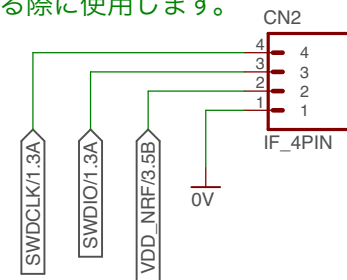 る際に使用します。
CN2
4 4
3 3
2 2
1 1
IF_4PIN
SWDCLK/1.3A
SWDIO/1.3A
VDD_NRF/3.5B
0V